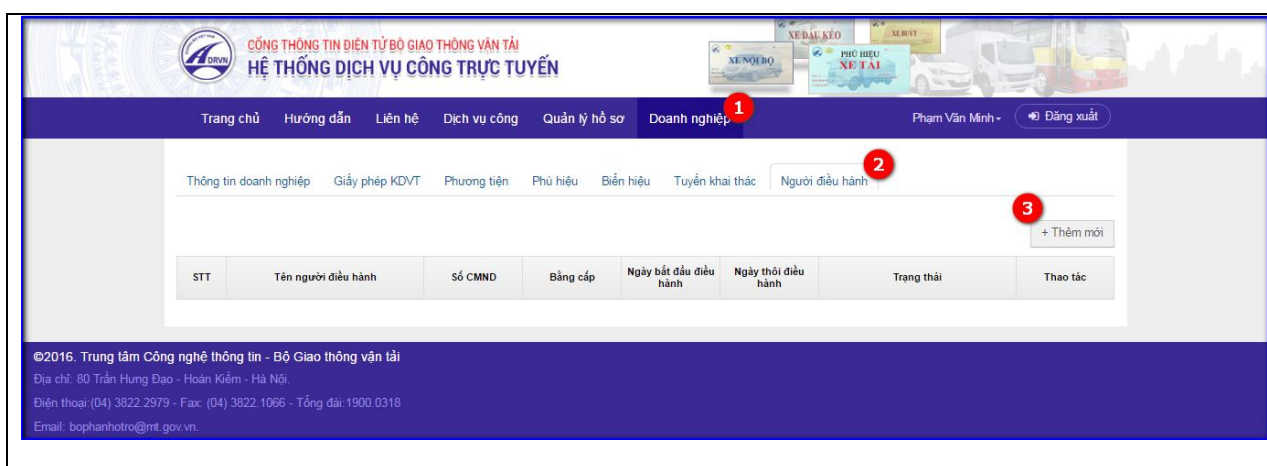 CỔNG THÔNG TIN ĐIỆN TỬ BỘ GIAO THÔNG VẬN TẢI
HỆ THỐNG DỊCH VỤ CÔNG TRỰC TUYẾN
DRVN
XE ĐẦU KÉO
XE BUÝT
XE NỘI BỘ
PHÙ HIỆU
XE TẢI
Trang chủ Hướng dẫn Liên hệ Dịch vụ công Quản lý hồ sơ Doanh nghiệp 1 Phạm Văn Minh Đăng xuất
Thông tin doanh nghiệp Giấy phép KDVT Phương tiện Phù hiệu Biển hiệu Tuyến khai thác Người điều hành 2
3
+ Thêm mới
STT Tên người điều hành Số CMND Bằng cấp Ngày bắt đầu điều hành Ngày thôi điều hành Trạng thái Thao tác
©2016. Trung tâm Công nghệ thông tin - Bộ Giao thông vận tải
Địa chỉ: 80 Trần Hưng Đạo - Hoàn Kiếm - Hà Nội.
Điện thoại:(04) 3822.2979 - Fax: (04) 3822.1066 - Tổng đài:1900.0318
Email: bophanhotro@mt.gov.vn.